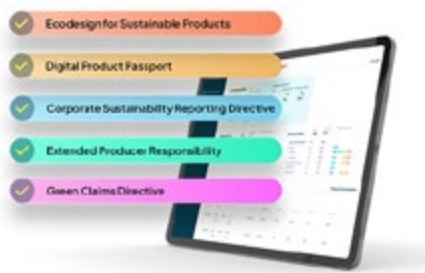 Ecodesign for Sustainable Products
Digital Product Passport
Corporate Sustainability Reporting Directive
Extended Producer Responsibility
Green Claims Directive